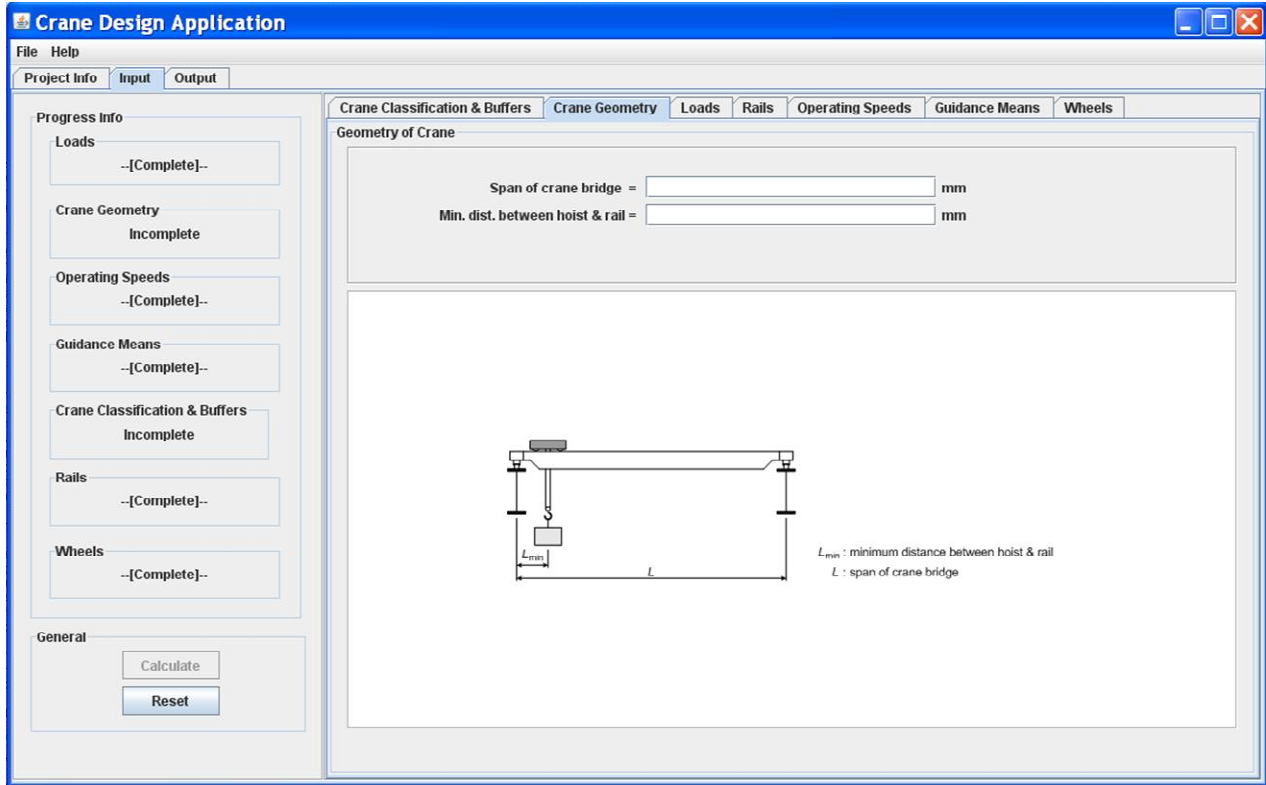 Crane Design Application
File Help
Project Info Input Output
Progress Info
Loads
--[Complete]--
Crane Geometry
Incomplete
Operating Speeds
--[Complete]--
Guidance Means
--[Complete]--
Crane Classification & Buffers
Incomplete
Rails
--[Complete]--
Wheels
--[Complete]--
General
Calculate
Reset
Crane Classification & Buffers Crane Geometry Loads Rails Operating Speeds Guidance Means Wheels
Geometry of Crane
Span of crane bridge = mm
Min. dist. between hoist & rail = mm
Lmin
L
Lmin : minimum distance between hoist & rail
L : span of crane bridge